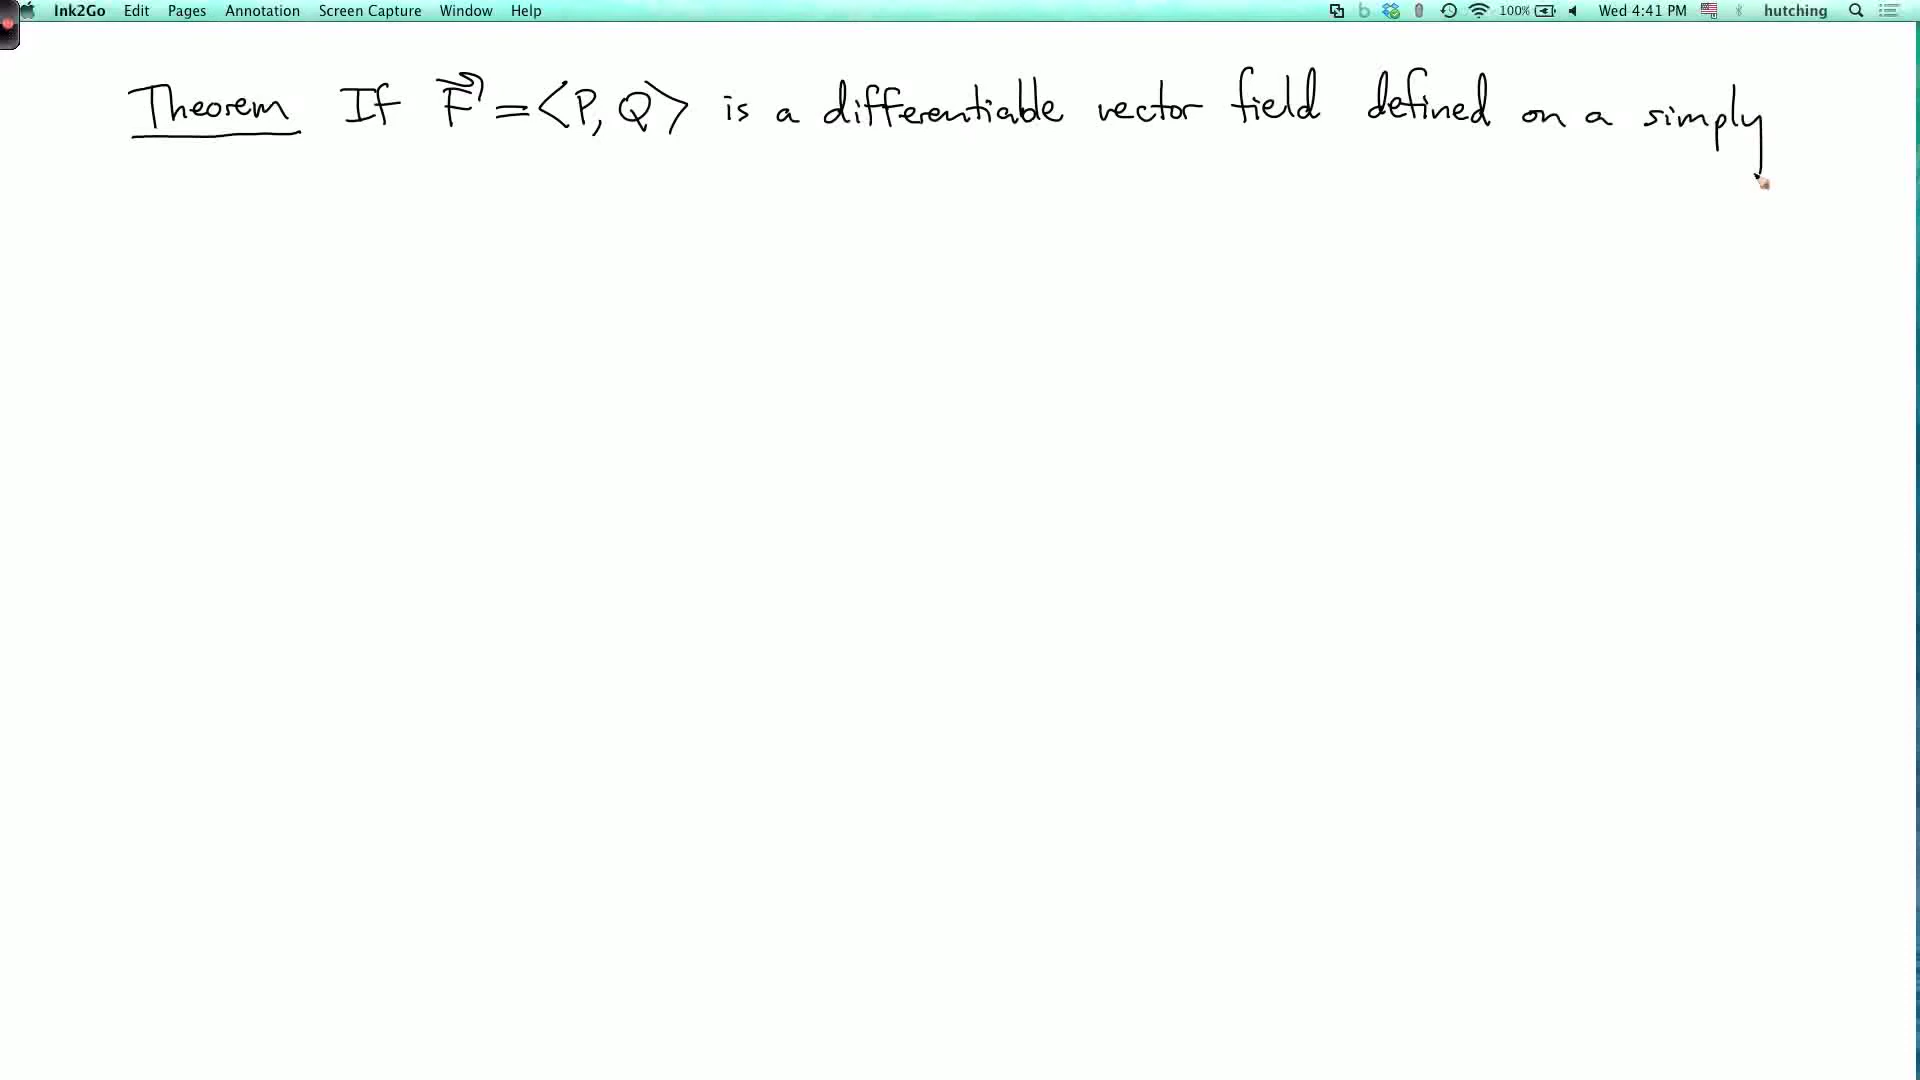 Ink2Go Edit Pages Annotation Screen Capture Window Help 100% Wed 4:41 PM hutching
Theorem If F⃗ = <P, Q> is a differentiable vector field defined on a simply